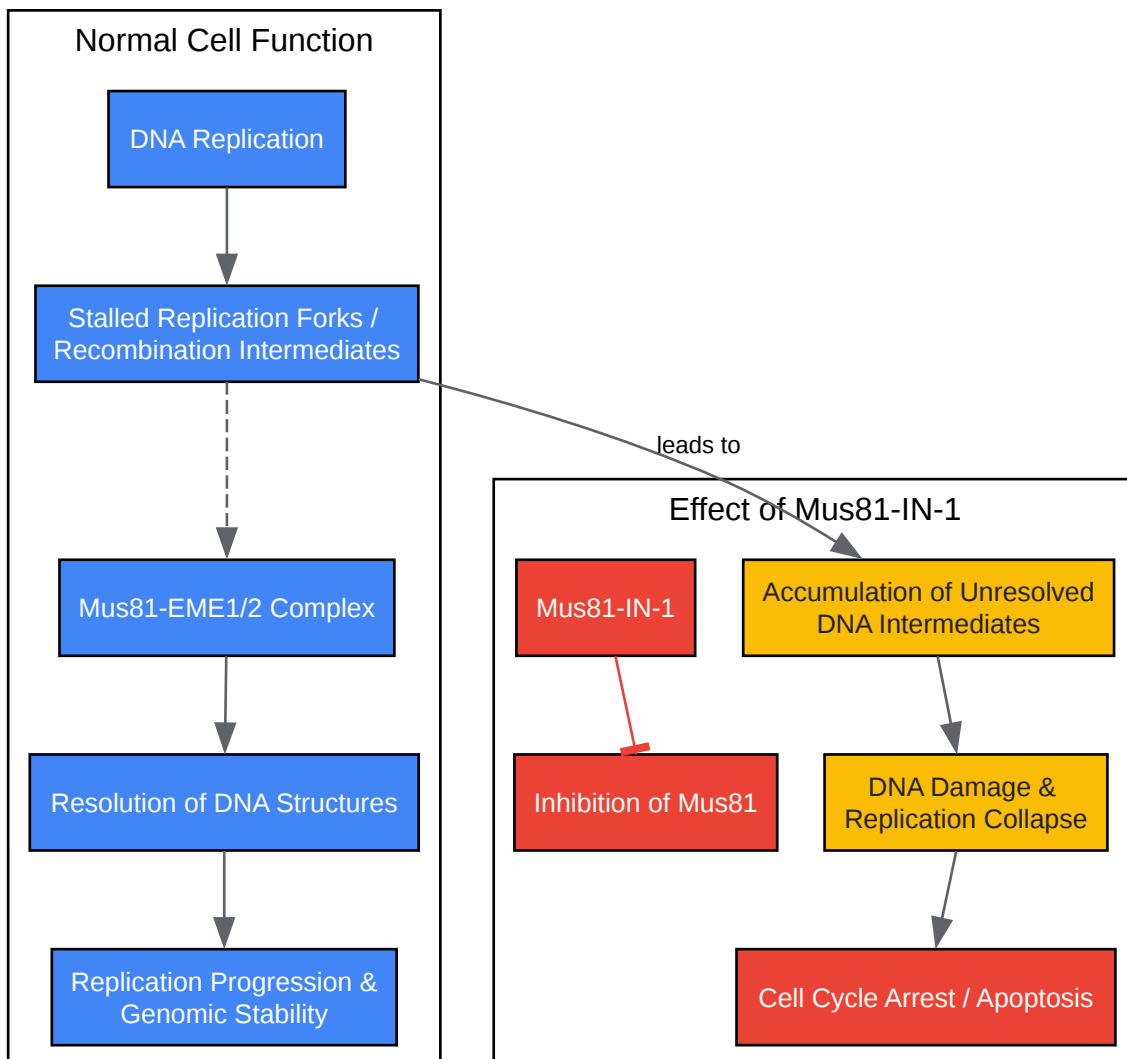 Normal Cell Function
DNA Replication
Stalled Replication Forks /
Recombination Intermediates
Mus81-EME1/2 Complex
Resolution of DNA Structures
Replication Progression &
Genomic Stability
leads to
Effect of Mus81-IN-1
Mus81-IN-1
Inhibition of Mus81
Accumulation of Unresolved
DNA Intermediates
DNA Damage &
Replication Collapse
Cell Cycle Arrest / Apoptosis